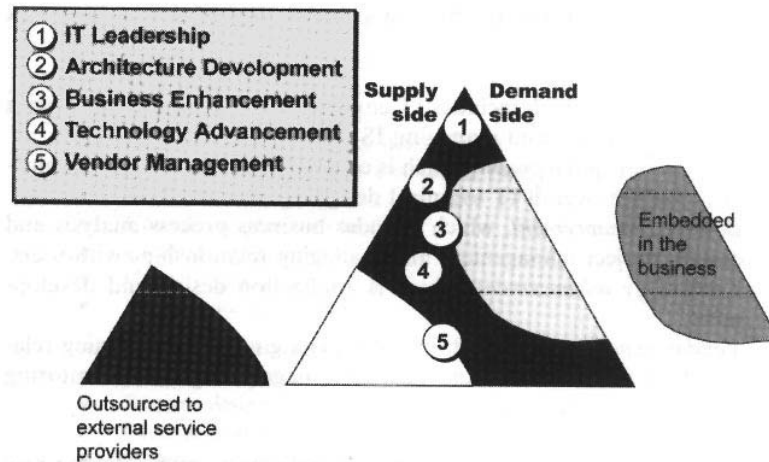 1 IT Leadership
2 Architecture Devolopment
3 Business Enhancement
4 Technology Advancement
5 Vendor Management
Supply side
Demand side
1
2
3
4
5
Embedded
in the
business
Outsourced to
external service
providers